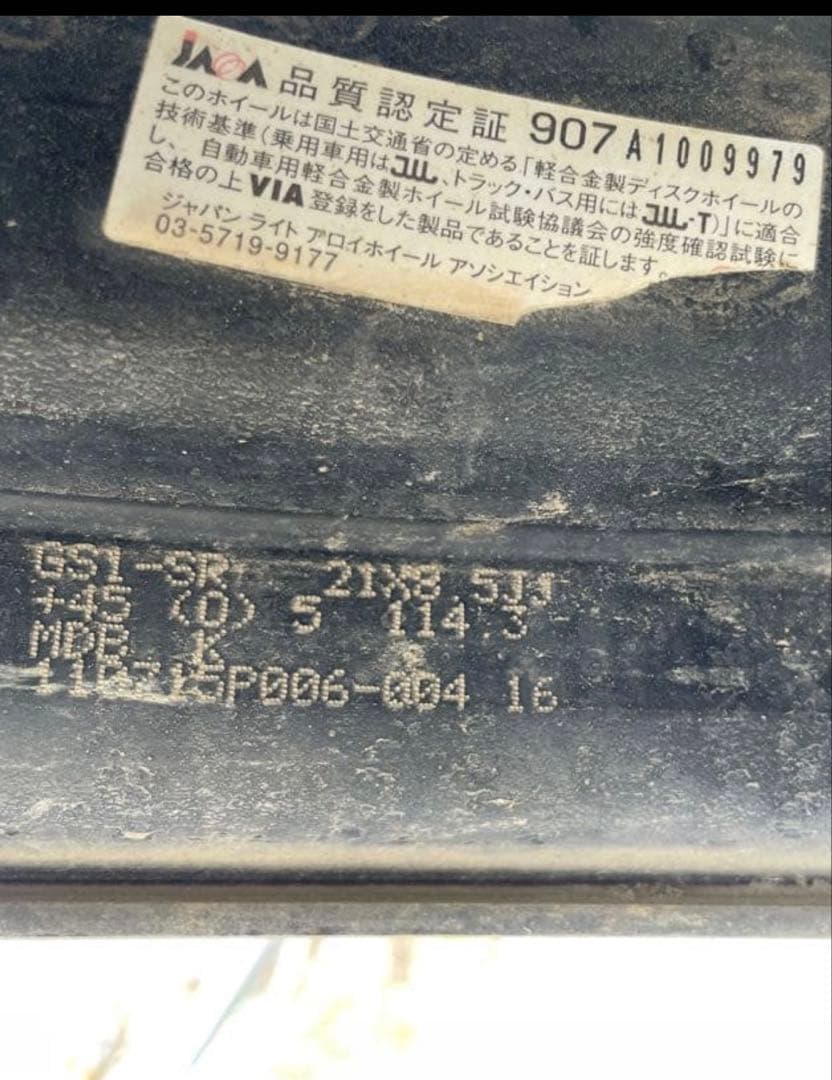 JAWA 品質認定証 907A1009979
このホイールは国土交通省の定める「軽合金製ディスクホイールの
技術基準(乗用車用はJWL、トラック・バス用にはJWL-T)」に適合
し、自動車用軽合金製ホイール試験協議会の強度確認試験に
合格の上VIA登録をした製品であることを証します。
ジャパン ライト アロイホイール アソシエイション
03-5719-9177
GS1-SR 21X8.5JJ
+45 (0) 5 114.3
MDB K
16